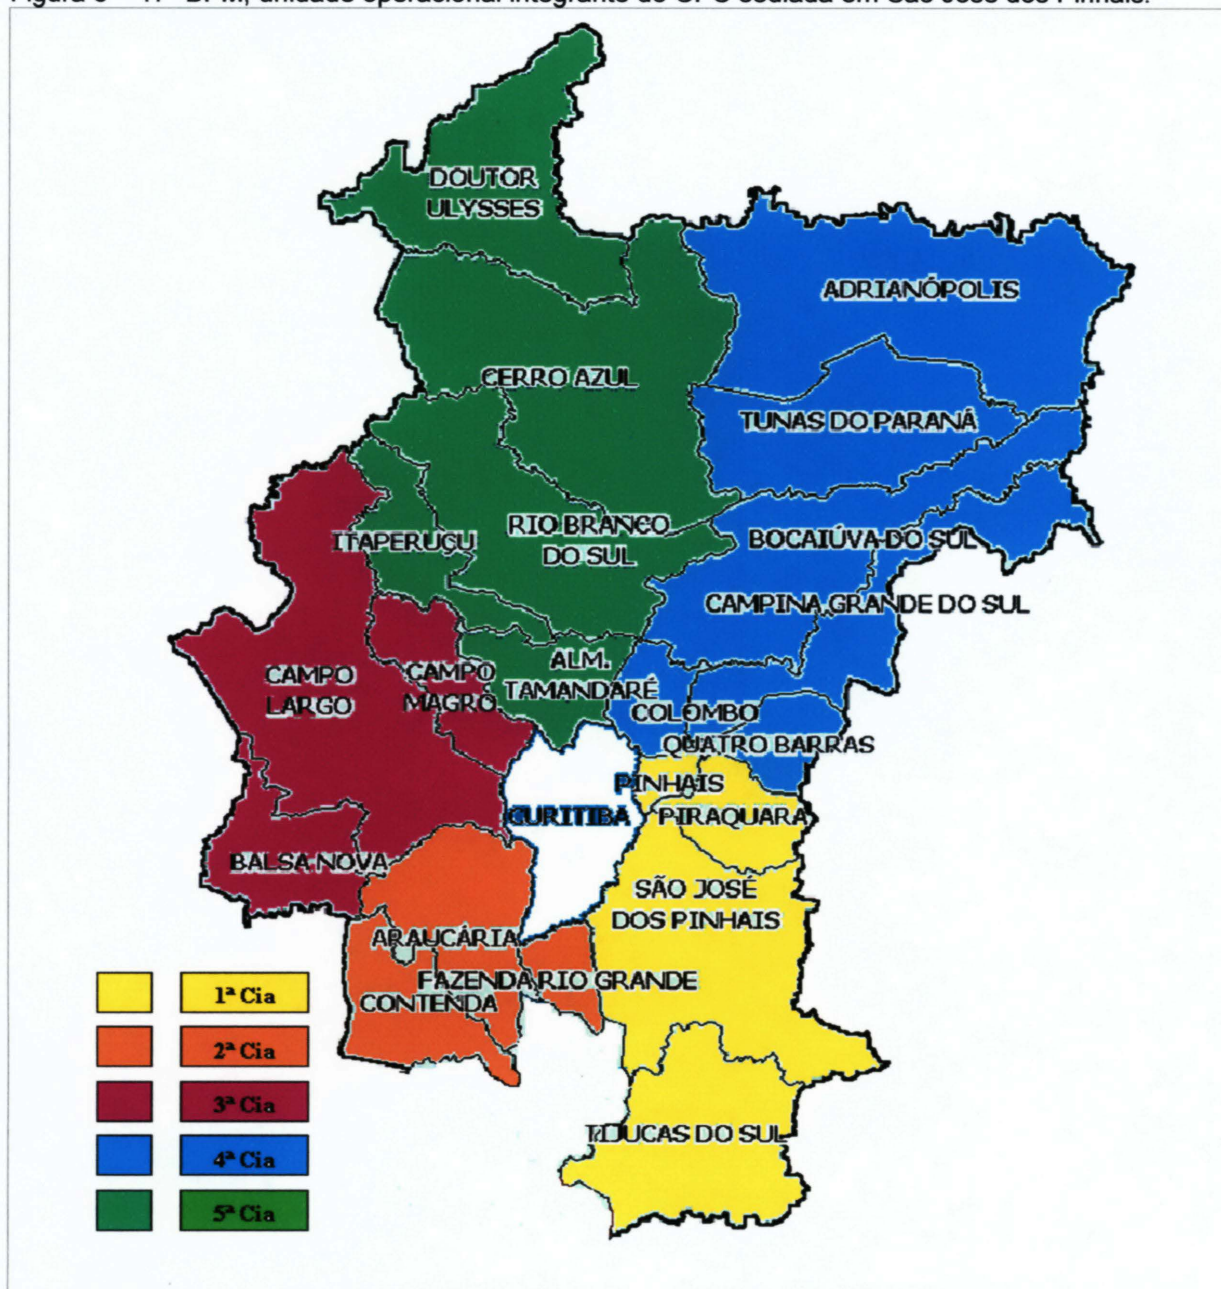 DOUTOR
ULYSSES
ADRIANÓPOLIS
CERRO AZUL
TUNAS DO PARANÁ
RIO BRANCO
DO SUL
ITAPERUÇU
BOCAIÚVA DO SUL
CAMPINA GRANDE DO SUL
CAMPO
LARGO
CAMPO
MAGRO
ALM.
TAMANDARÉ
COLOMBO
QUATRO BARRAS
PINHAIS
CURITIBA
PIRAQUARA
BALSA NOVA
SÃO JOSÉ
DOS PINHAIS
ARAUCÁRIA
FAZENDA RIO GRANDE
CONTENDA
TIJUCAS DO SUL
1ª Cia
2ª Cia
3ª Cia
4ª Cia
5ª Cia